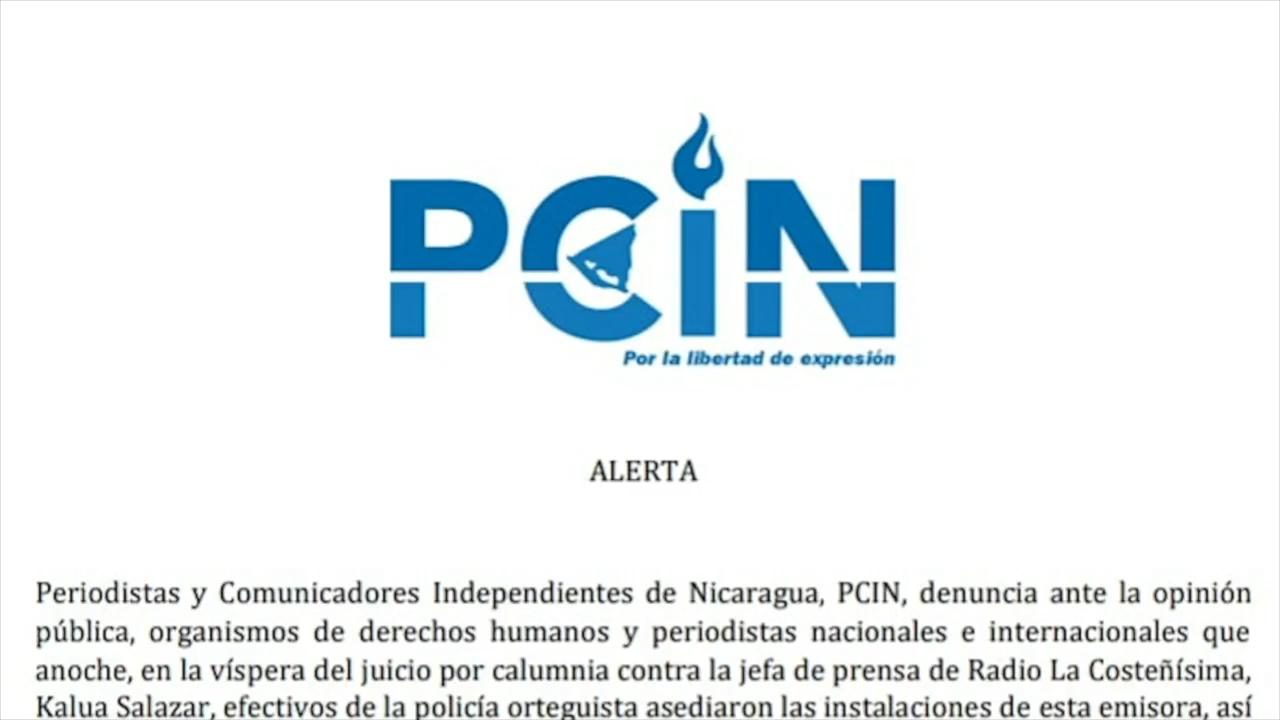 PCiN
Por la libertad de expresión
ALERTA
Periodistas y Comunicadores Independientes de Nicaragua, PCIN, denuncia ante la opinión
pública, organismos de derechos humanos y periodistas nacionales e internacionales que
anoche, en la víspera del juicio por calumnia contra la jefa de prensa de Radio La Costeñísima,
Kalua Salazar, efectivos de la policía orteguista asediaron las instalaciones de esta emisora, así